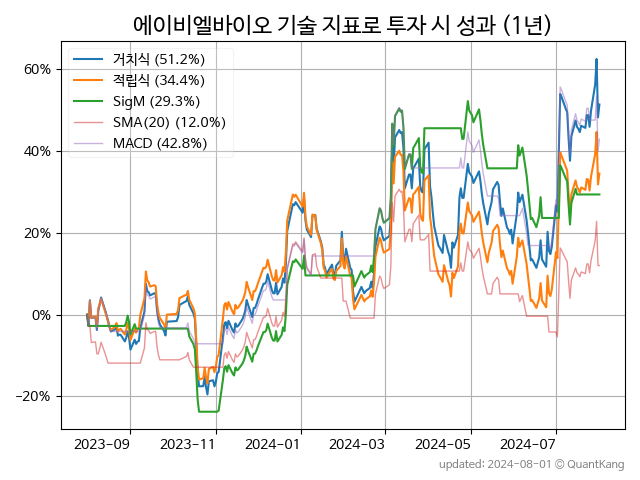 에이비엘바이오 기술 지표로 투자 시 성과 (1년)
거치식 (51.2%)
적립식 (34.4%)
SigM (29.3%)
SMA(20) (12.0%)
MACD (42.8%)
60%
40%
20%
0%
−20%
2023-09 2023-11 2024-01 2024-03 2024-05 2024-07
updated: 2024-08-01 © QuantKang